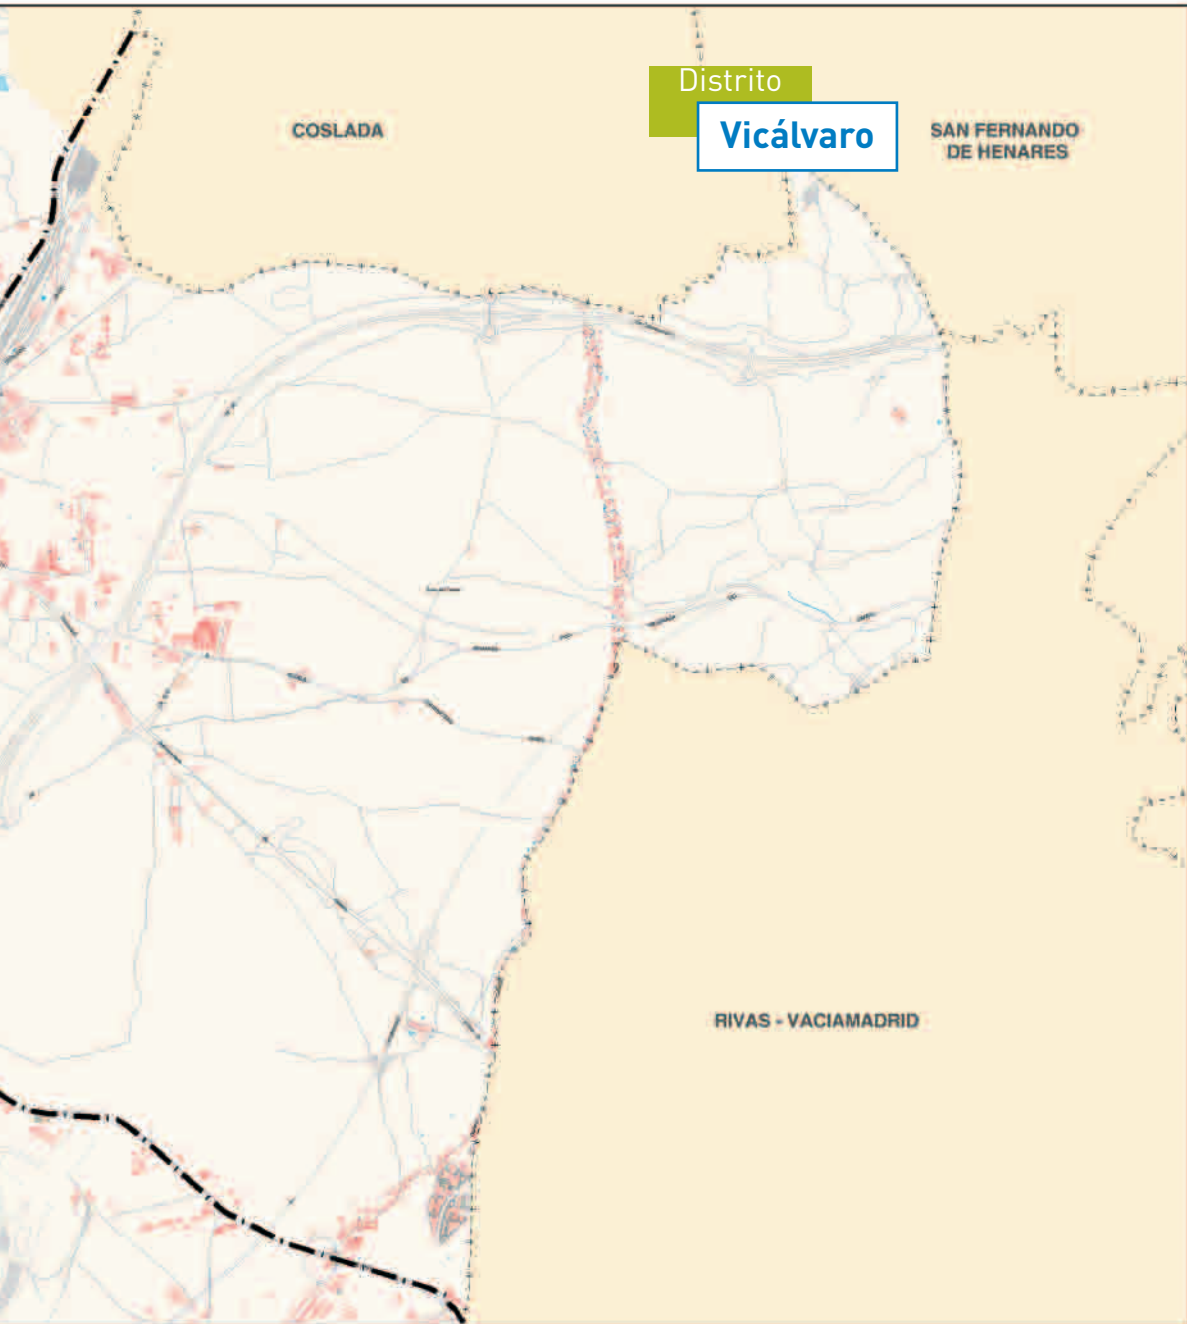 Distrito
Vicálvaro
COSLADA
SAN FERNANDO
DE HENARES
RIVAS - VACIAMADRID